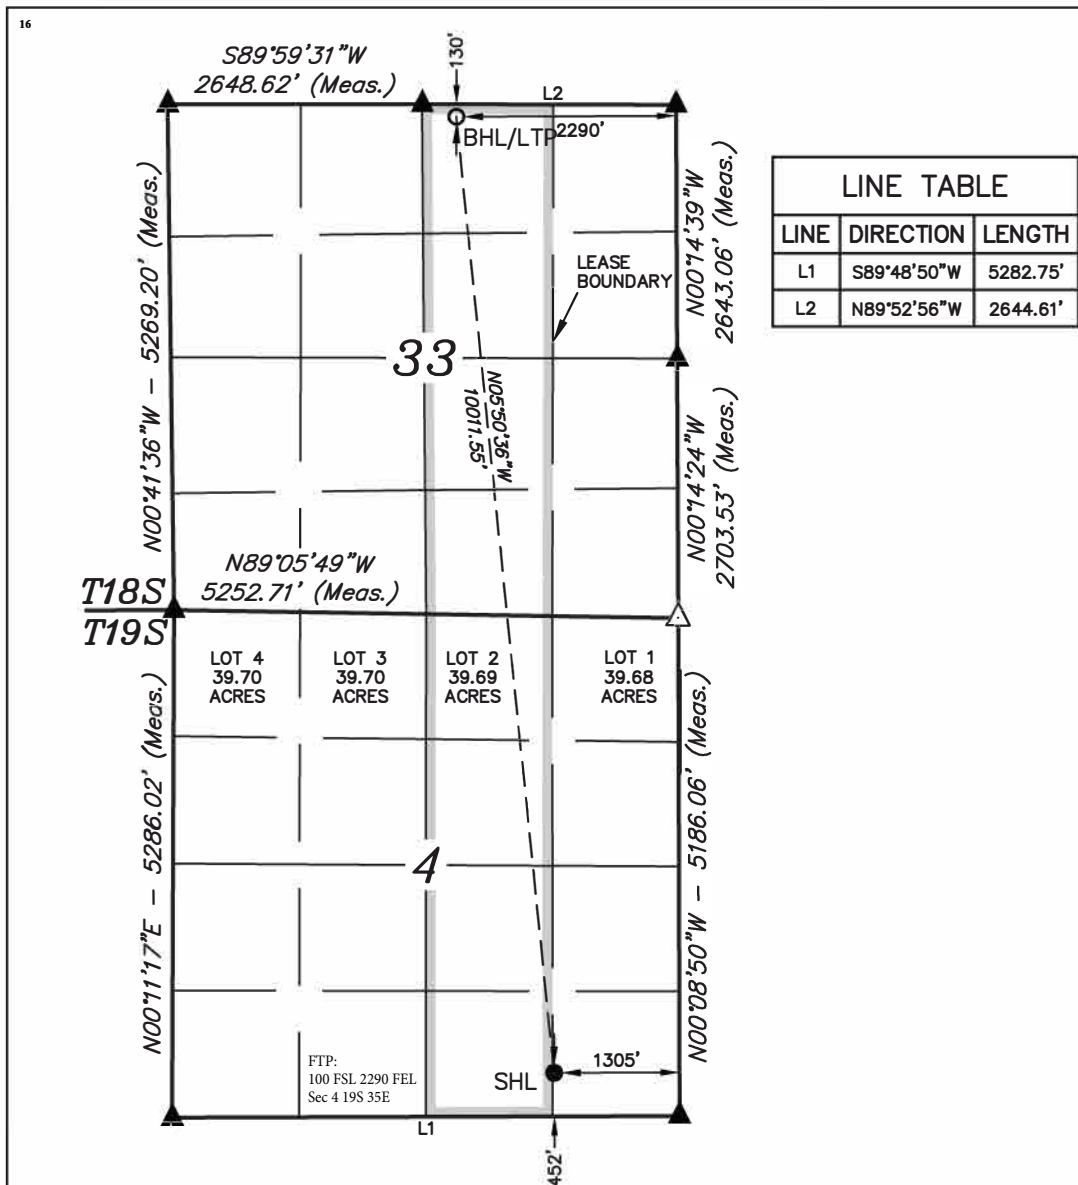 16
S89°59'31"W
2648.62' (Meas.)
130'
L2
BHL/LTP
2290'
N00°41'36"W - 5269.20' (Meas.)
N00°14'39"W
2643.06' (Meas.)
LINE TABLE
LINE DIRECTION LENGTH
L1 S89°48'50"W 5282.75'
L2 N89°52'56"W 2644.61'
LEASE
BOUNDARY
33
N05°50'36"W
10011.55'
N00°14'24"W
2703.53' (Meas.)
N89°05'49"W
5252.71' (Meas.)
T18S
T19S
LOT 4
39.70
ACRES
LOT 3
39.70
ACRES
LOT 2
39.69
ACRES
LOT 1
39.68
ACRES
N00°11'17"E - 5286.02' (Meas.)
N00°08'50"W - 5186.06' (Meas.)
4
FTP:
100 FSL 2290 FEL
Sec 4 19S 35E
SHL
1305'
L1
452'